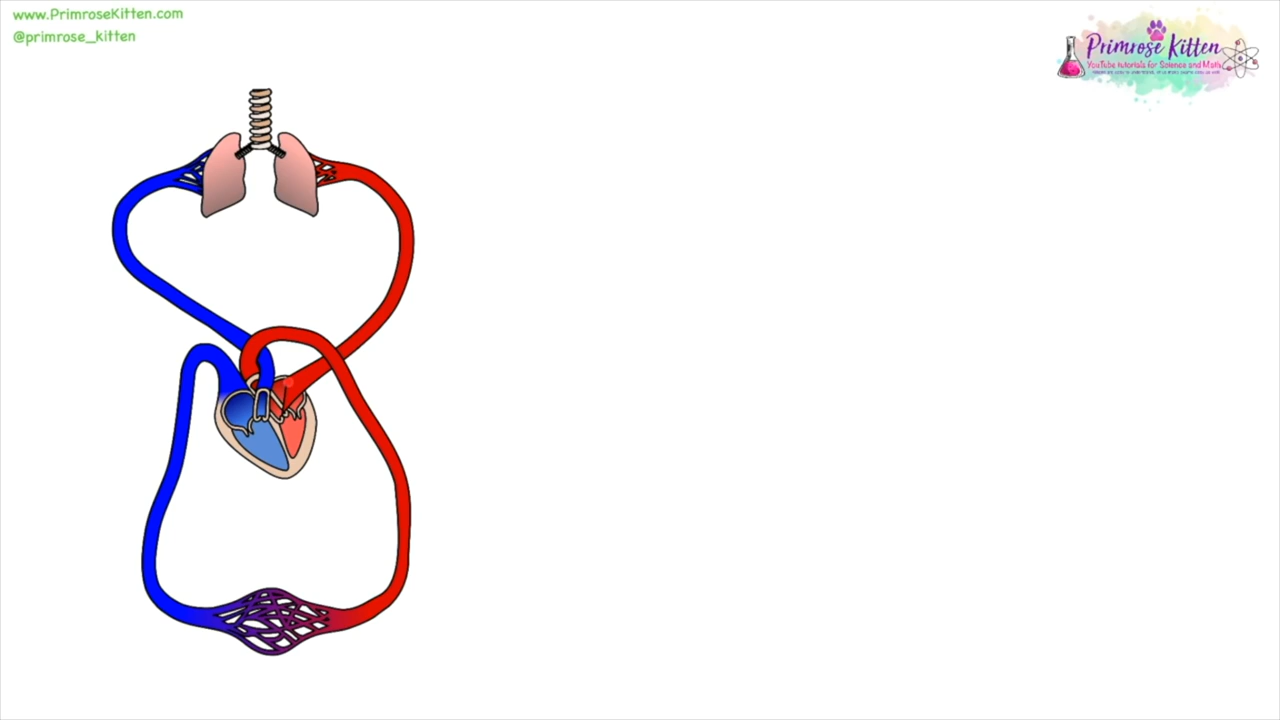 www.PrimroseKitten.com
@primrose_kitten
Primrose Kitten
YouTube tutorials for Science and Maths